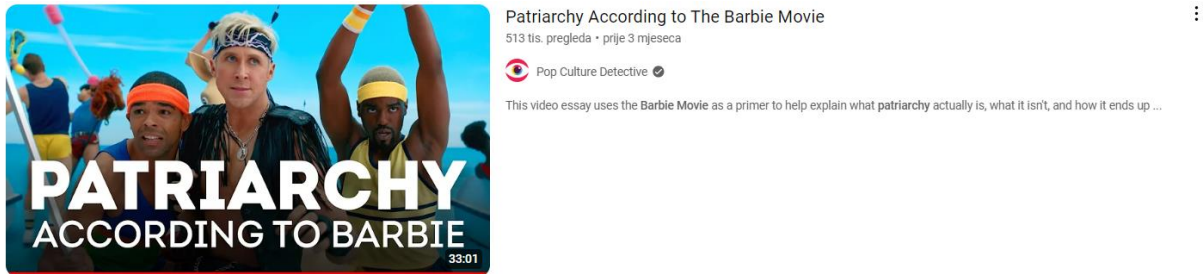 PATRIARCHY
ACCORDING TO BARBIE
33:01
Patriarchy According to The Barbie Movie
513 tis. pregleda • prije 3 mjeseca
Pop Culture Detective
This video essay uses the Barbie Movie as a primer to help explain what patriarchy actually is, what it isn't, and how it ends up ...